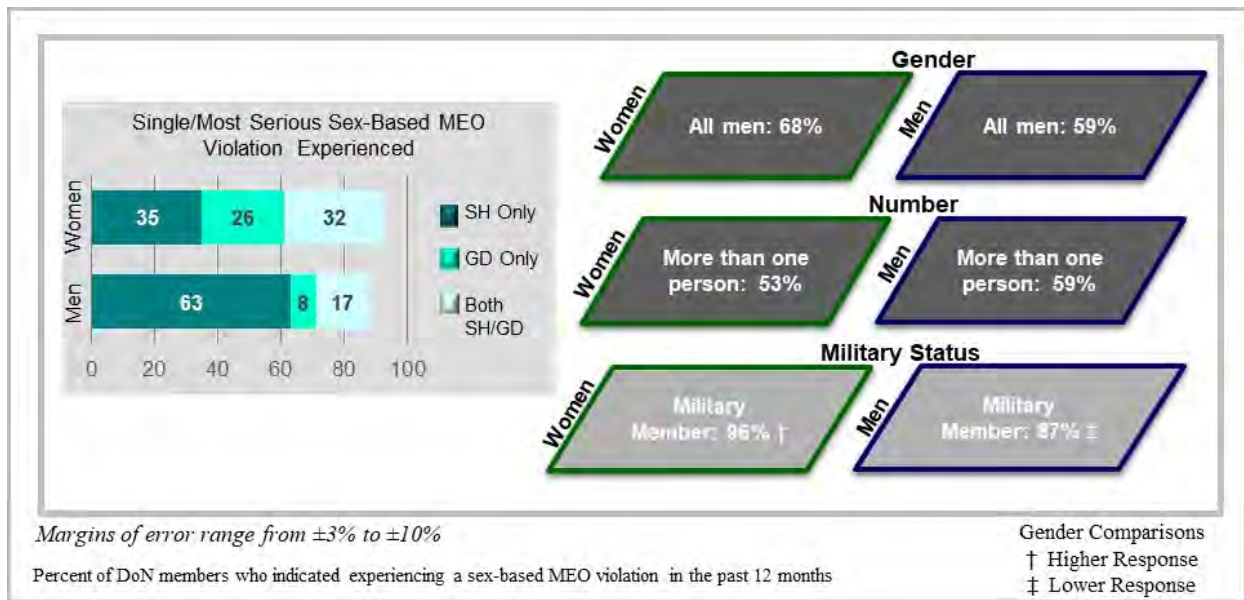 Single/Most Serious Sex-Based MEO
Violation Experienced
Women
35
26
32
Men
63
8
17
0
20
40
60
80
100
SH Only
GD Only
Both
SH/GD
Gender
Women
All men: 68%
Men
All men: 59%
Number
Women
More than one
person: 53%
Men
More than one
person: 59%
Military Status
Women
Military
Member: 96% †
Men
Military
Member: 87% ‡
Margins of error range from ±3% to ±10%
Percent of DoN members who indicated experiencing a sex-based MEO violation in the past 12 months
Gender Comparisons
† Higher Response
‡ Lower Response